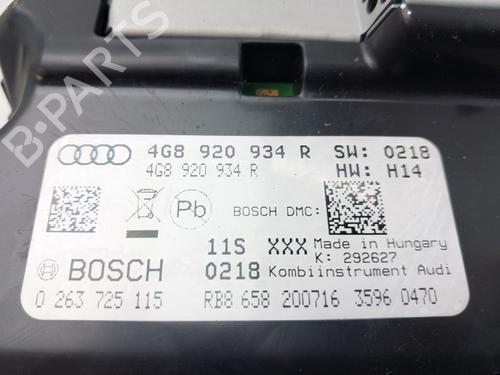 B-PARTS
4G8 920 934 R SW: 0218
4G8 920 934 R HW: H14
Pb BOSCH DMC:
11S XXX Made in Hungary
K: 292627
BOSCH 0218 Kombiinstrument Audi
0 263 725 115 RB8 658 200716 3596 0470